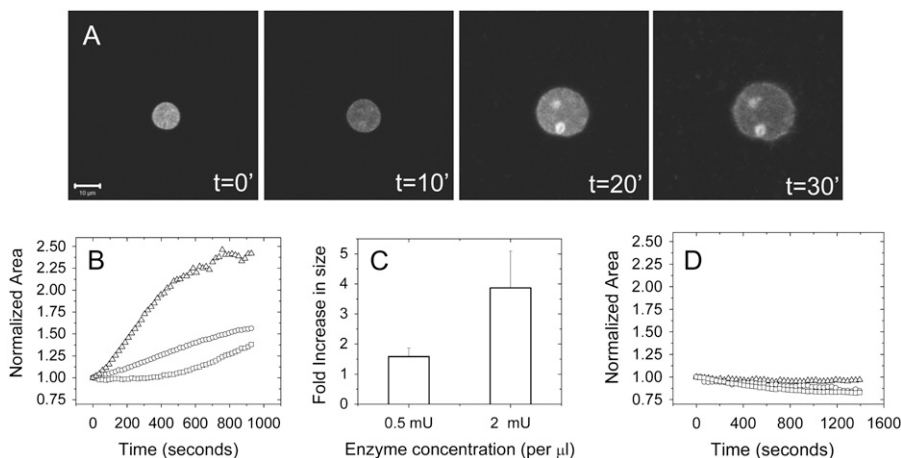 A
t=0'
t=10'
t=20'
t=30'
10 µm
B
Normalized Area
2.50
2.25
2.00
1.75
1.50
1.25
1.00
0.75
0 200 400 600 800 1000
Time (seconds)
C
Fold Increase in size
5
4
3
2
1
0
0.5 mU 2 mU
Enzyme concentration (per µl)
D
Normalized Area
2.50
2.25
2.00
1.75
1.50
1.25
1.00
0.75
0 400 800 1200 1600
Time (seconds)